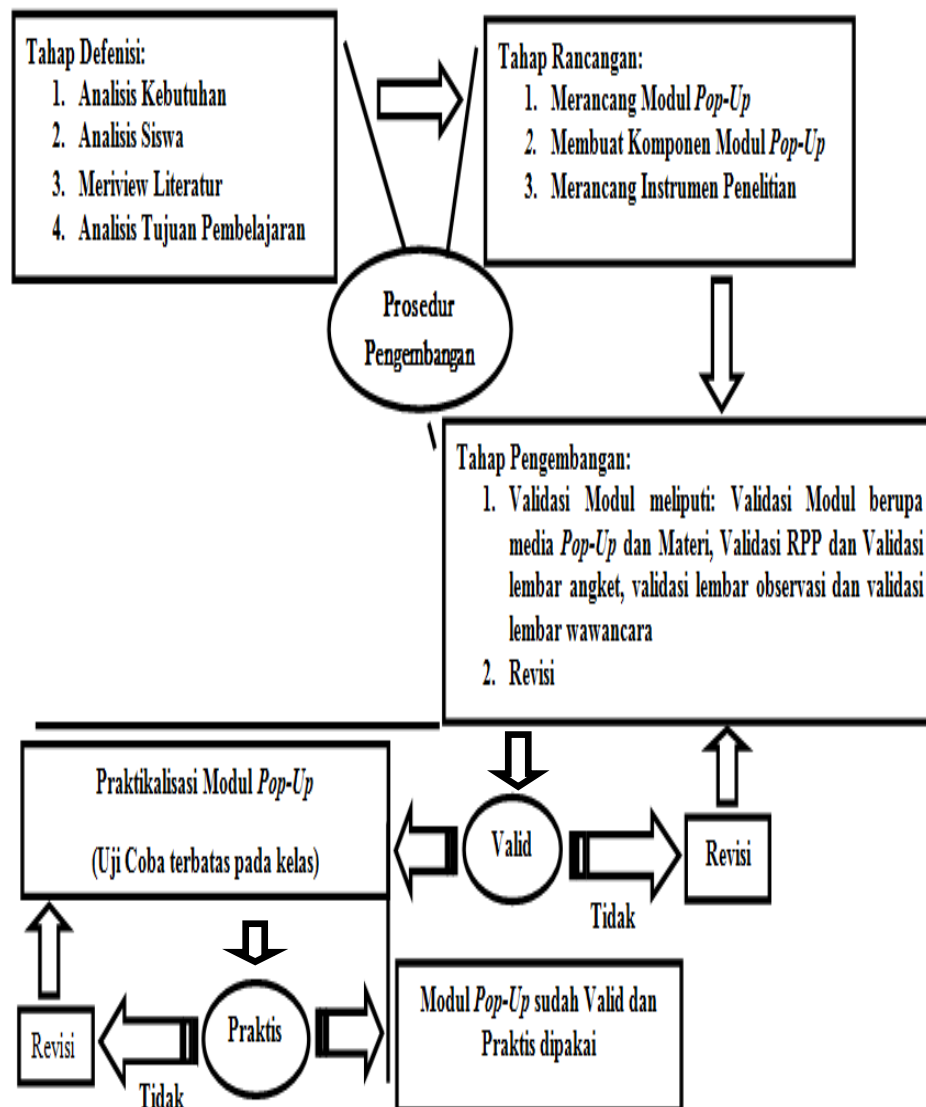 Tahap Defenisi:
1. Analisis Kebutuhan
2. Analisis Siswa
3. Meriview Literatur
4. Analisis Tujuan Pembelajaran
Tahap Rancangan:
1. Merancang Modul Pop-Up
2. Membuat Komponen Modul Pop-Up
3. Merancang Instrumen Penelitian
Prosedur
Pengembangan
Tahap Pengembangan:
1. Validasi Modul meliputi: Validasi Modul berupa
media Pop-Up dan Materi, Validasi RPP dan Validasi
lembar angket, validasi lembar observasi dan validasi
lembar wawancara
2. Revisi
Praktikalisasi Modul Pop-Up
(Uji Coba terbatas pada kelas)
Valid
Tidak
Revisi
Revisi
Tidak
Praktis
Modul Pop-Up sudah Valid dan
Praktis dipakai